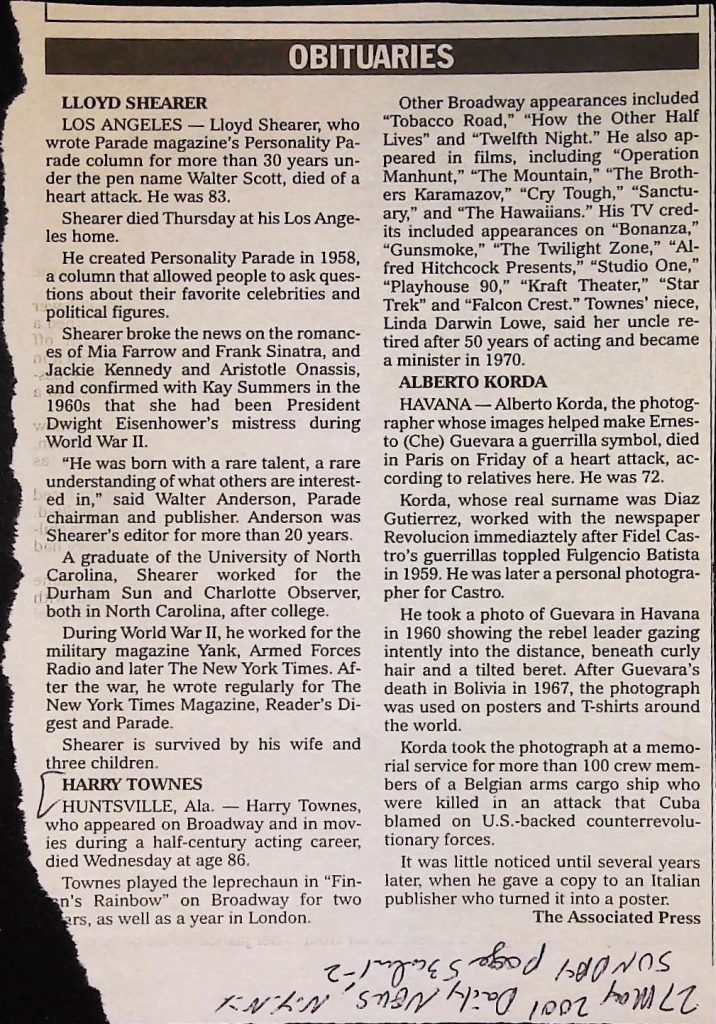 OBITUARIES
LLOYD SHEARER
LOS ANGELES — Lloyd Shearer, who
wrote Parade magazine's Personality Pa-
rade column for more than 30 years un-
der the pen name Walter Scott, died of a
heart attack. He was 83.
Shearer died Thursday at his Los Ange-
les home.
He created Personality Parade in 1958,
a column that allowed people to ask ques-
tions about their favorite celebrities and
political figures.
Shearer broke the news on the romanc-
es of Mia Farrow and Frank Sinatra, and
Jackie Kennedy and Aristotle Onassis,
and confirmed with Kay Summers in the
1960s that she had been President
Dwight Eisenhower's mistress during
World War II.
“He was born with a rare talent, a rare
understanding of what others are interest-
ed in,” said Walter Anderson, Parade
chairman and publisher. Anderson was
Shearer's editor for more than 20 years.
A graduate of the University of North
Carolina, Shearer worked for the
Durham Sun and Charlotte Observer,
both in North Carolina, after college.
During World War II, he worked for the
military magazine Yank, Armed Forces
Radio and later The New York Times. Af-
ter the war, he wrote regularly for The
New York Times Magazine, Reader's Di-
gest and Parade.
Shearer is survived by his wife and
three children.
HARRY TOWNES
HUNTSVILLE, Ala. — Harry Townes,
who appeared on Broadway and in mov-
ies during a half-century acting career,
died Wednesday at age 86.
Townes played the leprechaun in “Fin-
an's Rainbow” on Broadway for two
ars, as well as a year in London.
Other Broadway appearances included
“Tobacco Road,” “How the Other Half
Lives” and “Twelfth Night.” He also ap-
peared in films, including “Operation
Manhunt,” “The Mountain,” “The Broth-
ers Karamazov,” “Cry Tough,” “Sanctu-
ary,” and “The Hawaiians.” His TV cred-
its included appearances on “Bonanza,”
“Gunsmoke,” “The Twilight Zone,” “Al-
fred Hitchcock Presents,” “Studio One,”
“Playhouse 90,” “Kraft Theater,” “Star
Trek” and “Falcon Crest.” Townes' niece,
Linda Darwin Lowe, said her uncle re-
tired after 50 years of acting and became
a minister in 1970.
ALBERTO KORDA
HAVANA — Alberto Korda, the photog-
rapher whose images helped make Ernes-
to (Che) Guevara a guerrilla symbol, died
in Paris on Friday of a heart attack, ac-
cording to relatives here. He was 72.
Korda, whose real surname was Diaz
Gutierrez, worked with the newspaper
Revolucion immediaztely after Fidel Cas-
tro's guerrillas toppled Fulgencio Batista
in 1959. He was later a personal photogra-
pher for Castro.
He took a photo of Guevara in Havana
in 1960 showing the rebel leader gazing
intently into the distance, beneath curly
hair and a tilted beret. After Guevara's
death in Bolivia in 1967, the photograph
was used on posters and T-shirts around
the world.
Korda took the photograph at a memo-
rial service for more than 100 crew mem-
bers of a Belgian arms cargo ship who
were killed in an attack that Cuba
blamed on U.S.-backed counterrevolu-
tionary forces.
It was little noticed until several years
later, when he gave a copy to an Italian
publisher who turned it into a poster.
The Associated Press
27 May 2001 Daily News, N.Y. N.Y
SUNDAY page 53